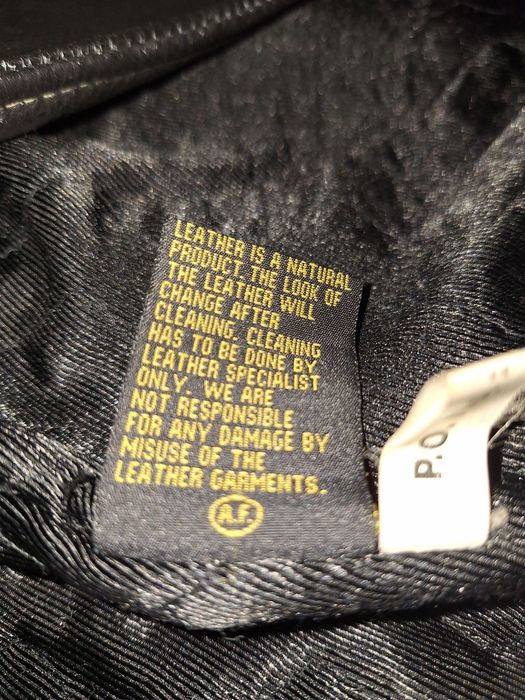 LEATHER IS A NATURAL
PRODUCT. THE LOOK OF
THE LEATHER WILL
CHANGE AFTER
CLEANING. CLEANING
HAS TO BE DONE BY
LEATHER SPECIALIST
ONLY. WE ARE
NOT RESPONSIBLE
FOR ANY DAMAGE BY
MISUSE OF THE
LEATHER GARMENTS.
A.F.
P.O.